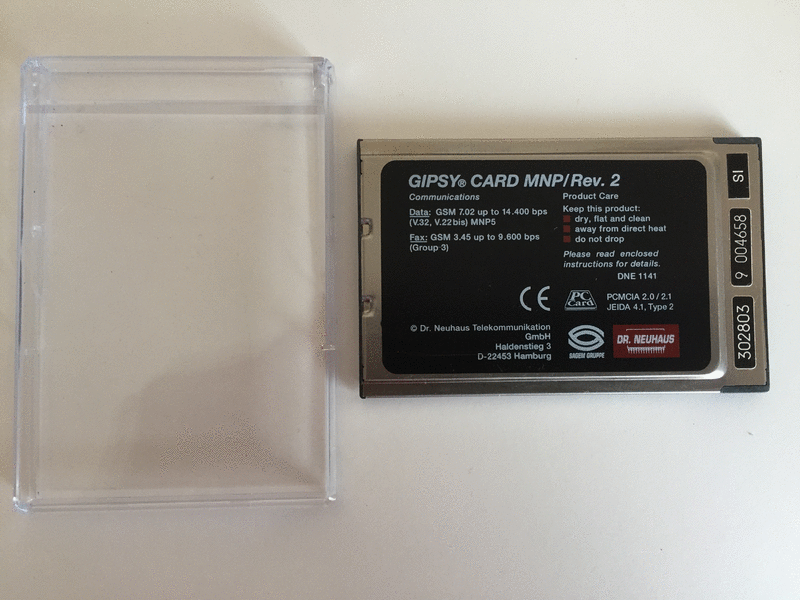 GIPSY® CARD MNP/Rev. 2
Communications
Data: GSM 7.02 up to 14.400 bps
(V.32, V.22bis) MNP5
Fax: GSM 3.45 up to 9.600 bps
(Group 3)
Product Care
Keep this product:
dry, flat and clean
away from direct heat
do not drop
Please read enclosed
instructions for details.
DNE 1141
CE
PC
Card
PCMCIA 2.0 / 2.1
JEIDA 4.1, Type 2
© Dr. Neuhaus Telekommunikation
GmbH
Haldenstieg 3
D-22453 Hamburg
SAGEM GRUPPE
DR. NEUHAUS
SI
9 004658
302803